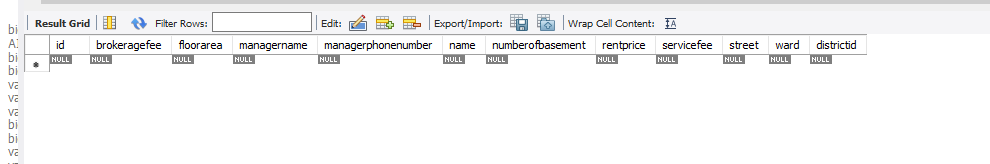 Result Grid Filter Rows: Edit: Export/Import: Wrap Cell Content:
id brokeragefee floorarea managername managerphonenumber name numberofbasement rentprice servicefee street ward districtid
* NULL NULL NULL NULL NULL NULL NULL NULL NULL NULL NULL NULL
bi
bi
bi
va
va
va
bi
bi
va